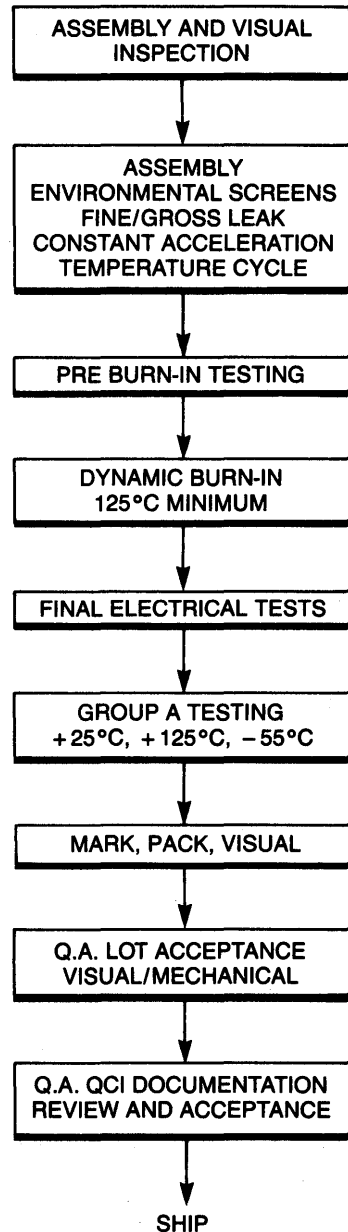 ASSEMBLY AND VISUAL
INSPECTION
ASSEMBLY
ENVIRONMENTAL SCREENS
FINE/GROSS LEAK
CONSTANT ACCELERATION
TEMPERATURE CYCLE
PRE BURN-IN TESTING
DYNAMIC BURN-IN
125°C MINIMUM
FINAL ELECTRICAL TESTS
GROUP A TESTING
+25°C, +125°C, −55°C
MARK, PACK, VISUAL
Q.A. LOT ACCEPTANCE
VISUAL/MECHANICAL
Q.A. QCI DOCUMENTATION
REVIEW AND ACCEPTANCE
SHIP